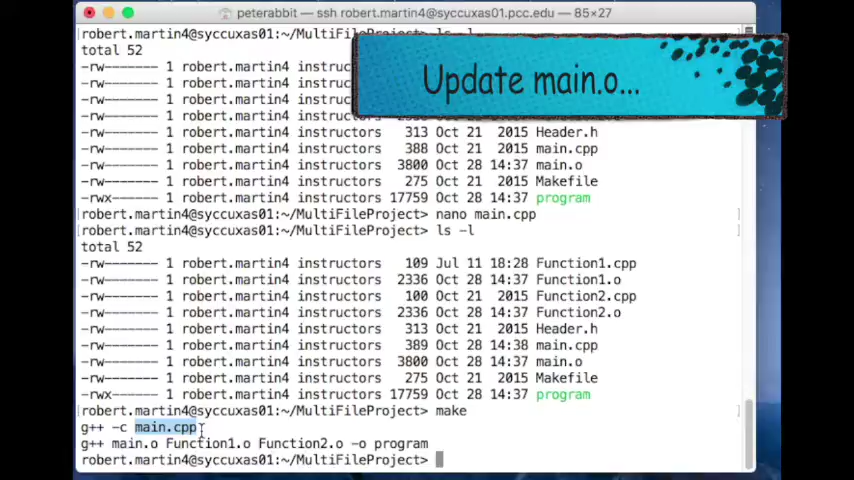 peterabbit — ssh robert.martin4@syccuxas01.pcc.edu — 85×27
robert.martin4@syccuxas01:~/MultiFileProject> ls -l
total 52
Update main.o...
-rw------- 1 robert.martin4 instruc
-rw------- 1 robert.martin4 instruc
-rw------- 1 robert.martin4 instruc
-rw------- 1 robert.martin4 instruc
-rw------- 1 robert.martin4 instructors 313 Oct 21 2015 Header.h
-rw------- 1 robert.martin4 instructors 388 Oct 21 2015 main.cpp
-rw------- 1 robert.martin4 instructors 3800 Oct 28 14:37 main.o
-rw------- 1 robert.martin4 instructors 275 Oct 21 2015 Makefile
-rwx------ 1 robert.martin4 instructors 17759 Oct 28 14:37 program
[robert.martin4@syccuxas01:~/MultiFileProject> nano main.cpp ]
[robert.martin4@syccuxas01:~/MultiFileProject> ls -l ]
total 52
-rw------- 1 robert.martin4 instructors 109 Jul 11 18:28 Function1.cpp
-rw------- 1 robert.martin4 instructors 2336 Oct 28 14:37 Function1.o
-rw------- 1 robert.martin4 instructors 100 Oct 21 2015 Function2.cpp
-rw------- 1 robert.martin4 instructors 2336 Oct 28 14:37 Function2.o
-rw------- 1 robert.martin4 instructors 313 Oct 21 2015 Header.h
-rw------- 1 robert.martin4 instructors 389 Oct 28 14:38 main.cpp
-rw------- 1 robert.martin4 instructors 3800 Oct 28 14:37 main.o
-rw------- 1 robert.martin4 instructors 275 Oct 21 2015 Makefile
-rwx------ 1 robert.martin4 instructors 17759 Oct 28 14:37 program
[robert.martin4@syccuxas01:~/MultiFileProject> make ]
g++ -c main.cpp
g++ main.o Function1.o Function2.o -o program
robert.martin4@syccuxas01:~/MultiFileProject>